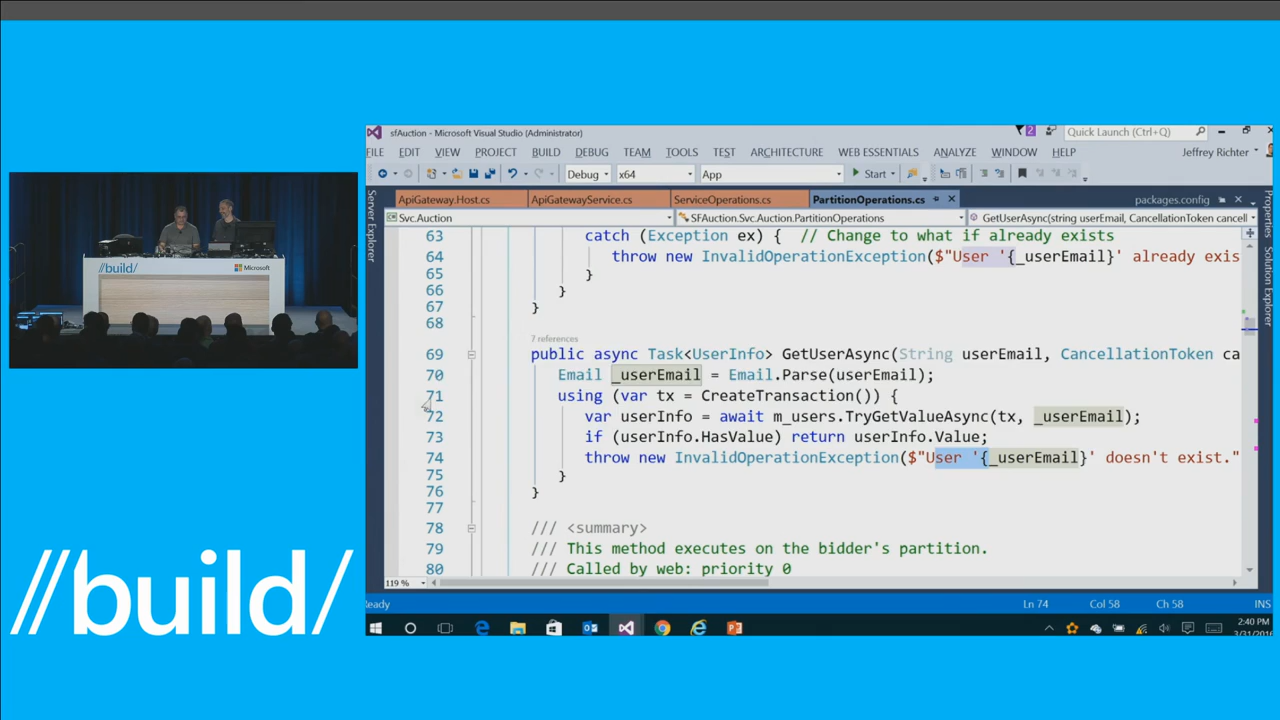 //build/
Microsoft
//build/
sfAuction - Microsoft Visual Studio (Administrator)
2
Quick Launch (Ctrl+Q)
FILE EDIT VIEW PROJECT BUILD DEBUG TEAM TOOLS TEST ARCHITECTURE WEB ESSENTIALS ANALYZE WINDOW HELP Jeffrey Richter
Debug x64 App Start
Server Explorer
ApiGateway.Host.cs ApiGatewayService.cs ServiceOperations.cs PartitionOperations.cs packages.config
Svc.Auction SFAuction.Svc.Auction.PartitionOperations GetUserAsync(string userEmail, CancellationToken cancell
63 catch (Exception ex) { // Change to what if already exists
64 throw new InvalidOperationException($"User '{_userEmail}' already exis
65 }
66 }
67 }
68
7 references
69 public async Task<UserInfo> GetUserAsync(String userEmail, CancellationToken ca
70 Email _userEmail = Email.Parse(userEmail);
71 using (var tx = CreateTransaction()) {
72 var userInfo = await m_users.TryGetValueAsync(tx, _userEmail);
73 if (userInfo.HasValue) return userInfo.Value;
74 throw new InvalidOperationException($"User '{_userEmail}' doesn't exist."
75 }
76 }
77
78 /// <summary>
79 /// This method executes on the bidder's partition.
80 /// Called by web: priority 0
119 %
Properties
Solution Explorer
Ready Ln 74 Col 58 Ch 58 INS
2:40 PM
3/31/2016